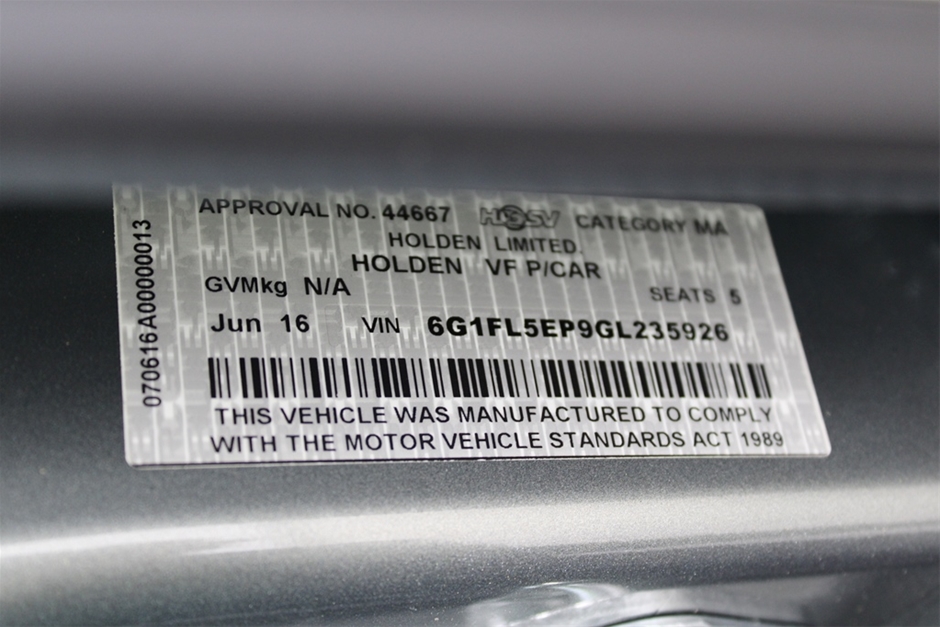 APPROVAL NO. 44667 HSV CATEGORY MA
HOLDEN LIMITED.
HOLDEN VF P/CAR
GVMkg N/A SEATS 5
Jun 16 VIN 6G1FL5EP9GL235926
THIS VEHICLE WAS MANUFACTURED TO COMPLY
WITH THE MOTOR VEHICLE STANDARDS ACT 1989
070616A00000013